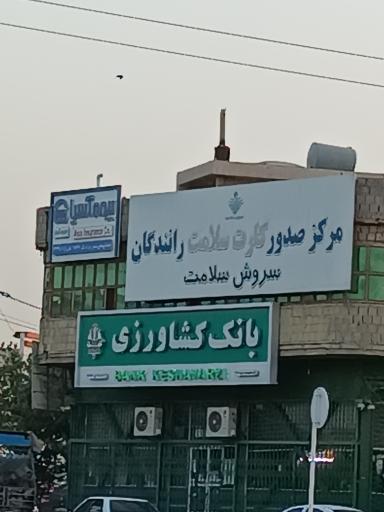 بیمه آسیا
Asia Insurance Co.
مرکز صدور کارت سلامت رانندگان
سروش سلامت
بانک کشاورزی
BANK KESHAVARZI